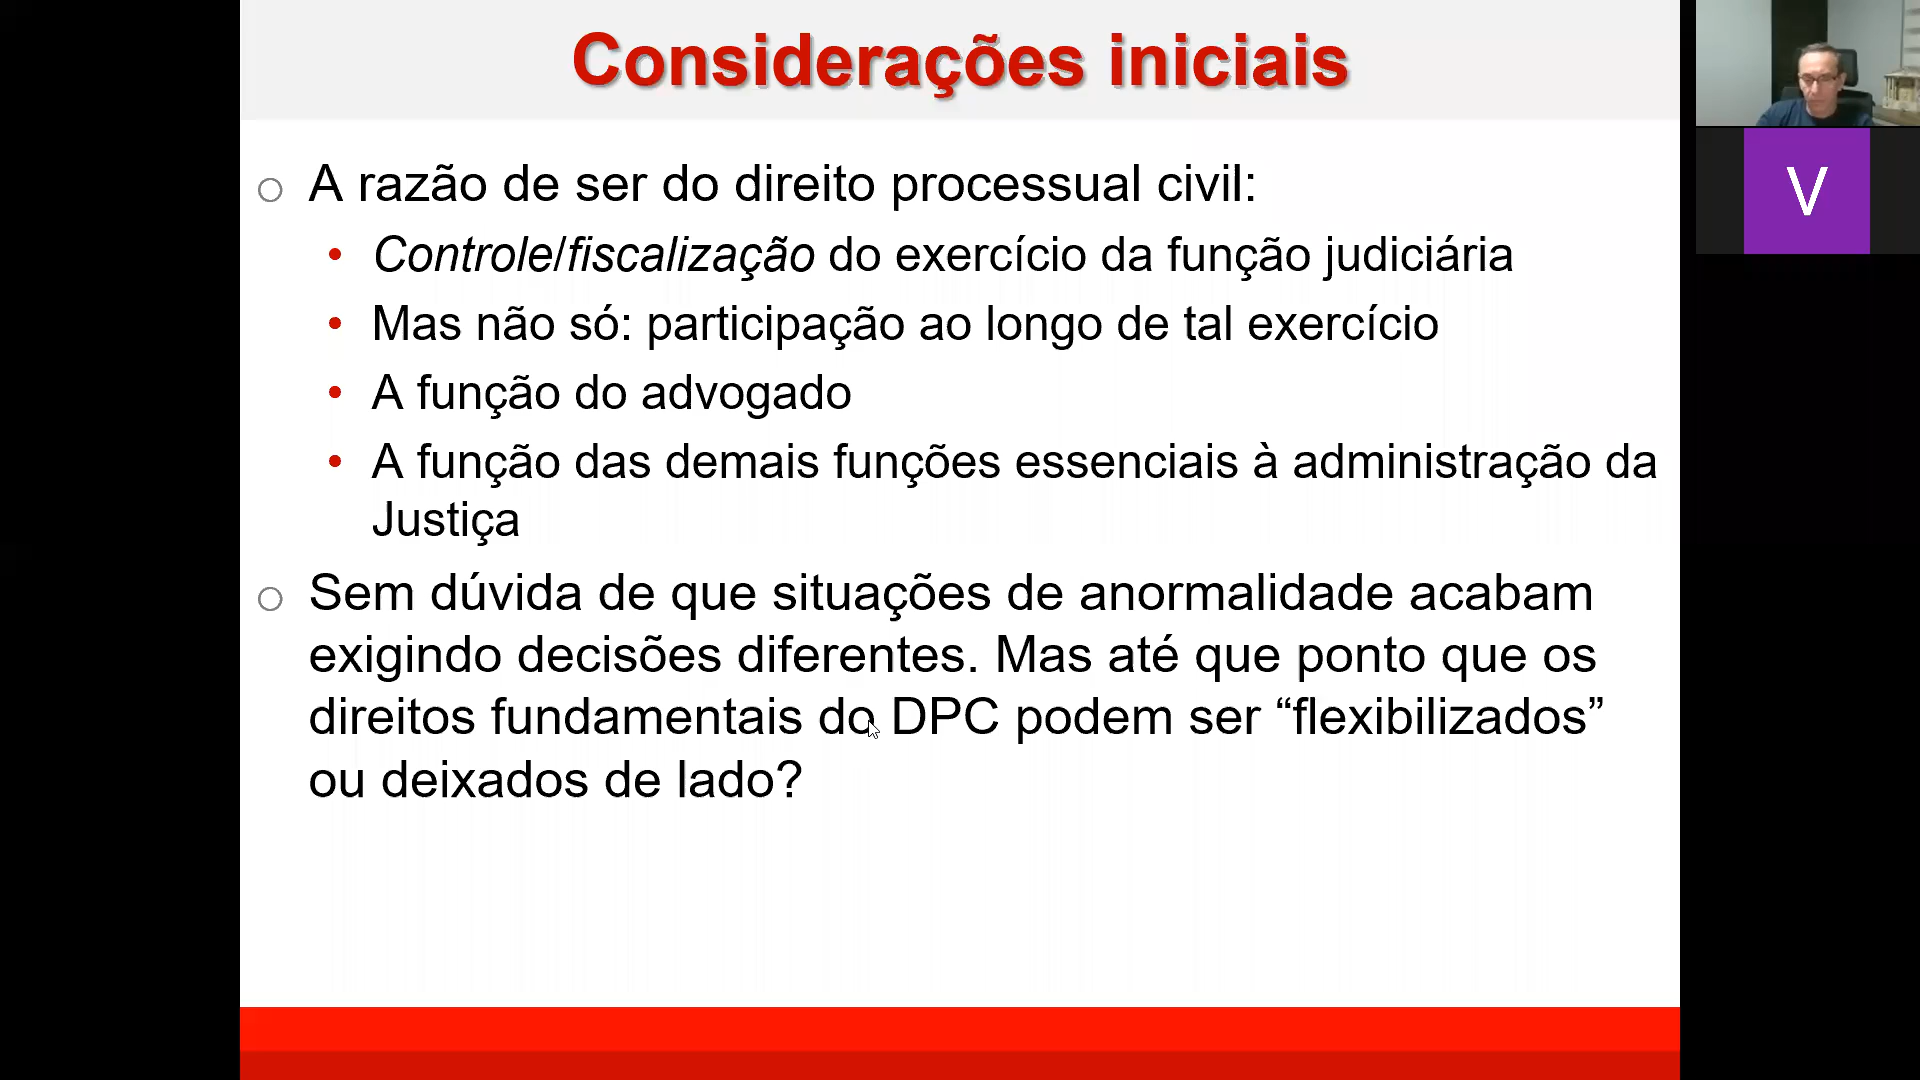 Considerações iniciais
A razão de ser do direito processual civil:
Controle/fiscalização do exercício da função judiciária
Mas não só: participação ao longo de tal exercício
A função do advogado
A função das demais funções essenciais à administração da
Justiça
Sem dúvida de que situações de anormalidade acabam
exigindo decisões diferentes. Mas até que ponto que os
direitos fundamentais do DPC podem ser “flexibilizados”
ou deixados de lado?
V